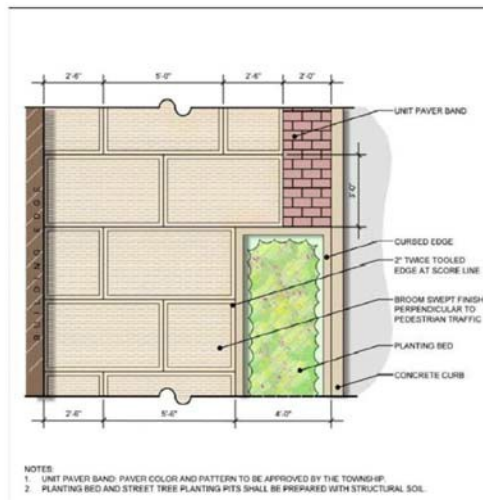 2'-6" 5'-0" 2'-6" 2'-0"
UNIT PAVER BAND
3'-0"
BUILDING EDGE
CURBED EDGE
2" TWICE TOOLED
EDGE AT SCORE LINE
BROOM SWEPT FINISH
PERPENDICULAR TO
PEDESTRIAN TRAFFIC
PLANTING BED
CONCRETE CURB
2'-6" 5'-6" 4'-0"
NOTES:
1. UNIT PAVER BAND: PAVER COLOR AND PATTERN TO BE APPROVED BY THE TOWNSHIP.
2. PLANTING BED AND STREET TREE PLANTING PITS SHALL BE PREPARED WITH STRUCTURAL SOIL.